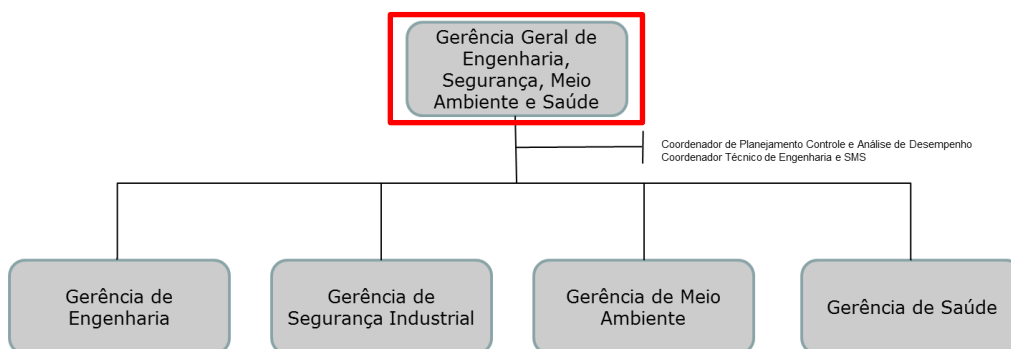 Gerência Geral de
Engenharia,
Segurança, Meio
Ambiente e Saúde
Coordenador de Planejamento Controle e Análise de Desempenho
Coordenador Técnico de Engenharia e SMS
Gerência de
Engenharia
Gerência de
Segurança Industrial
Gerência de Meio
Ambiente
Gerência de Saúde